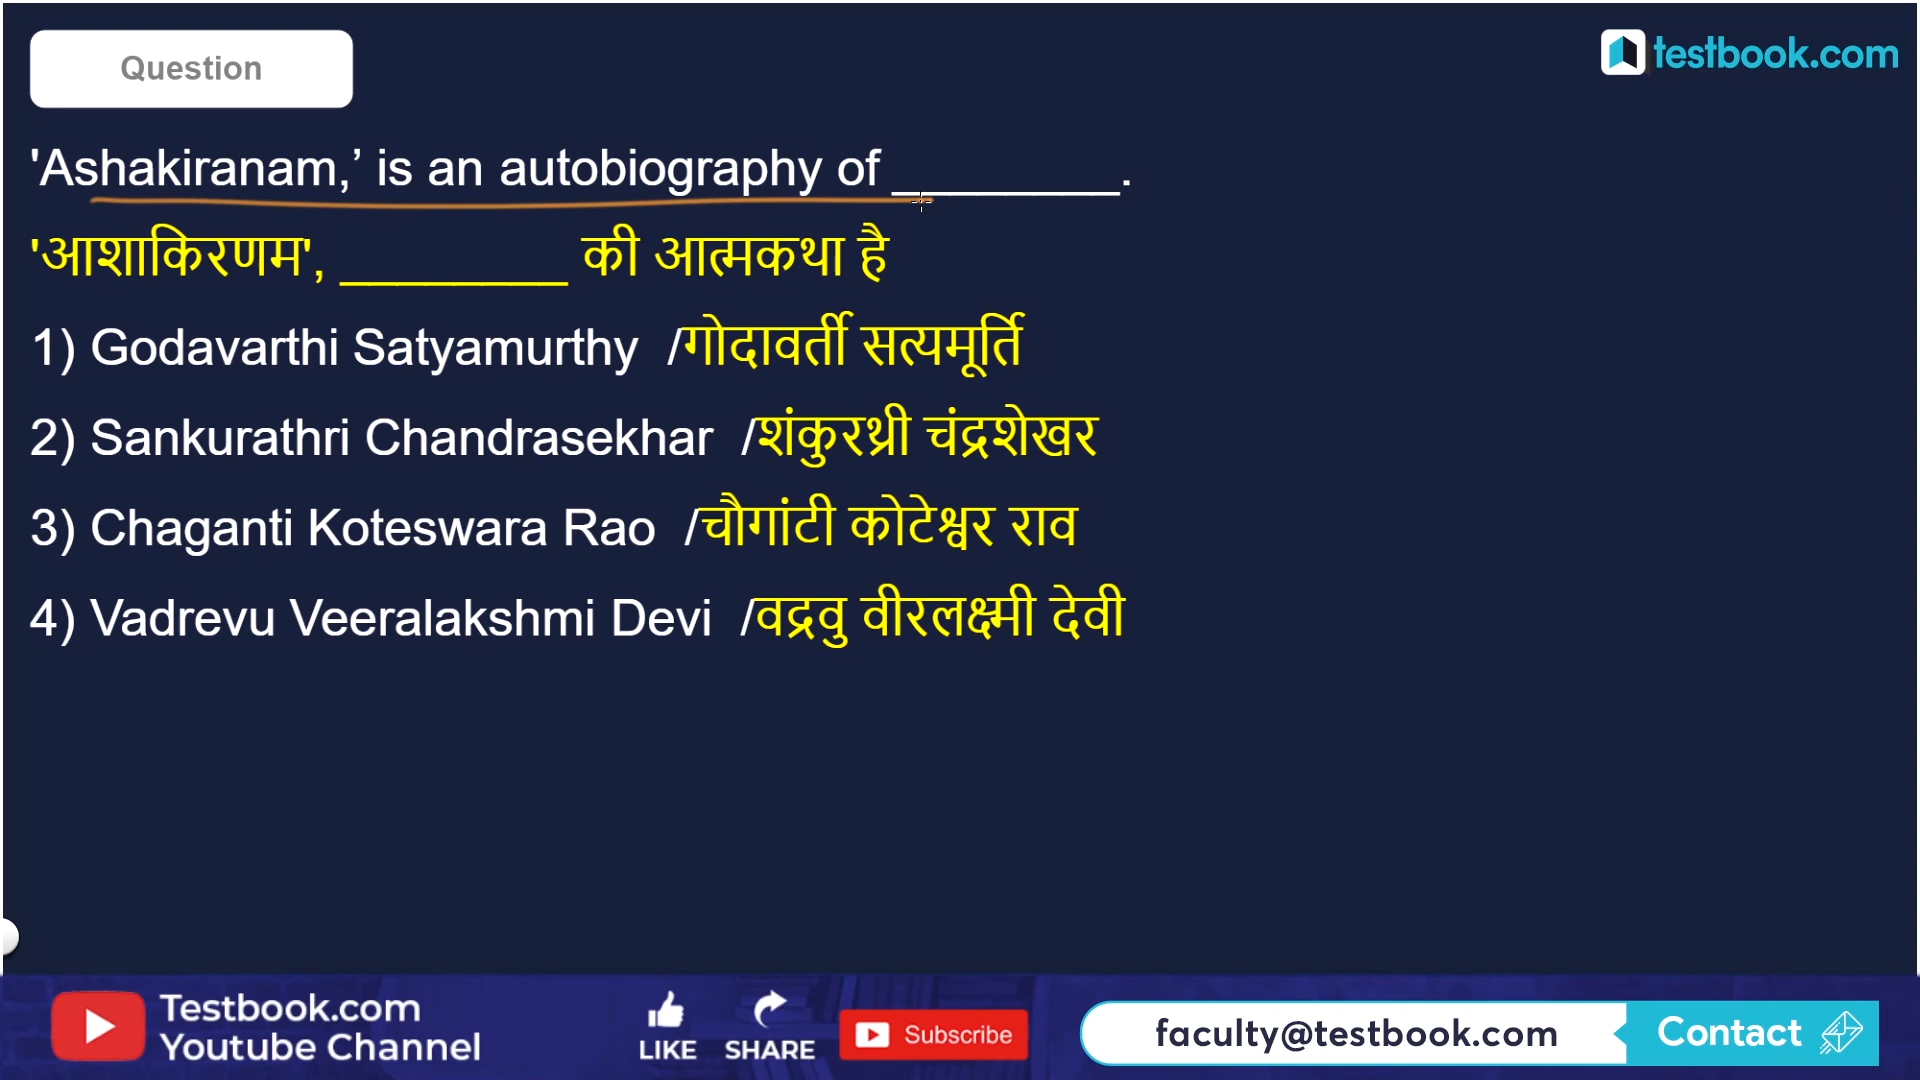 Question
testbook.com
'Ashakiranam,’ is an autobiography of ________.
'आशाकिरणम', ________ की आत्मकथा है
1) Godavarthi Satyamurthy /गोदावर्ती सत्यमूर्ति
2) Sankurathri Chandrasekhar /शंकुरथ्री चंद्रशेखर
3) Chaganti Koteswara Rao /चौगांटी कोटेश्वर राव
4) Vadrevu Veeralakshmi Devi /वद्रवु वीरलक्ष्मी देवी
Testbook.com
Youtube Channel
LIKE
SHARE
Subscribe
faculty@testbook.com
Contact